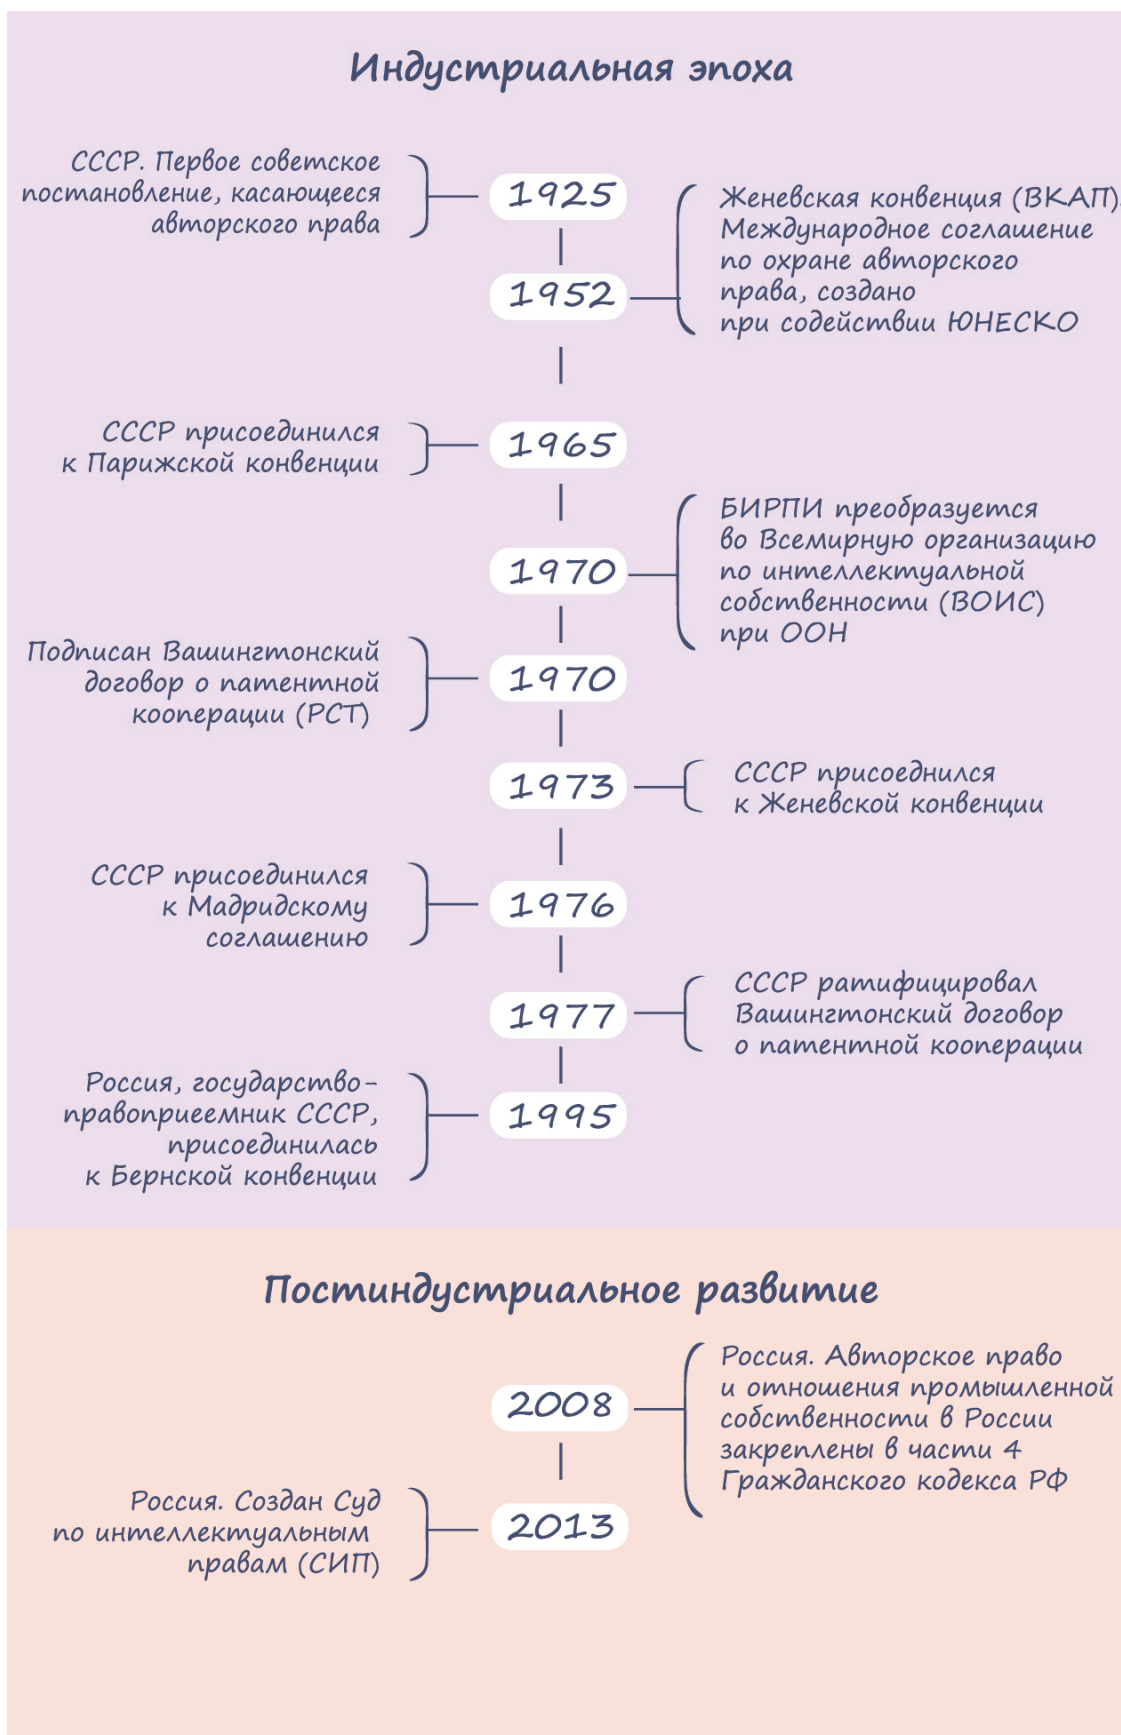 Индустриальная эпоха
СССР. Первое советское
постановление, касающееся
авторского права
1925
1952
Женевская конвенция (ВКАП).
Международное соглашение
по охране авторского
права, создано
при содействии ЮНЕСКО
СССР присоединился
к Парижской конвенции
1965
1970
БИРПИ преобразуется
во Всемирную организацию
по интеллектуальной
собственности (ВОИС)
при ООН
Подписан Вашингтонский
договор о патентной
кооперации (РСТ)
1970
1973
СССР присоеднился
к Женевской конвенции
СССР присоединился
к Мадридскому
соглашению
1976
1977
СССР ратифицировал
Вашингтонский договор
о патентной кооперации
Россия, государство-
правоприеемник СССР,
присоединилась
к Бернской конвенции
1995
Постиндустриальное развитие
2008
Россия. Авторское право
и отношения промышленной
собственности в России
закреплены в части 4
Гражданского кодекса РФ
Россия. Создан Суд
по интеллектуальным
правам (СИП)
2013